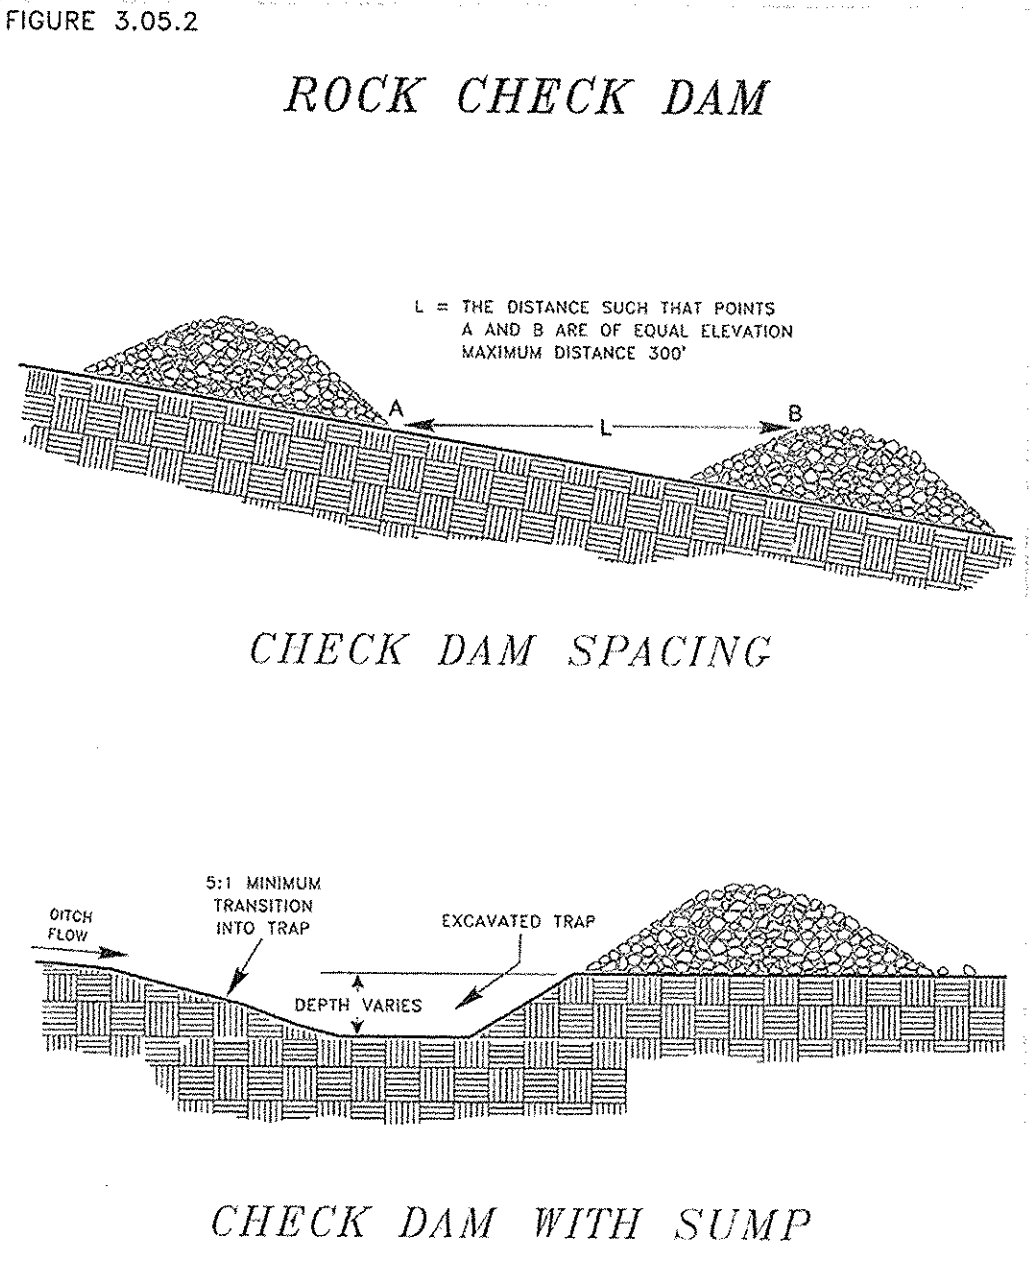 FIGURE 3.05.2
ROCK CHECK DAM
L = THE DISTANCE SUCH THAT POINTS
A AND B ARE OF EQUAL ELEVATION
MAXIMUM DISTANCE 300'
A
L
B
CHECK DAM SPACING
5:1 MINIMUM
TRANSITION
INTO TRAP
DITCH
FLOW
EXCAVATED TRAP
DEPTH VARIES
CHECK DAM WITH SUMP